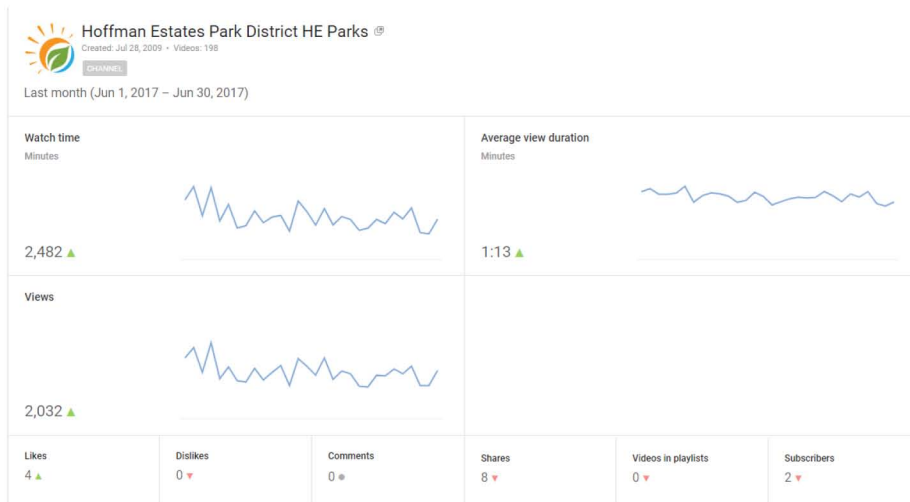 Hoffman Estates Park District HE Parks
Created: Jul 28, 2009 • Videos: 198
CHANNEL
Last month (Jun 1, 2017 – Jun 30, 2017)
Watch time
Minutes
2,482
Average view duration
Minutes
1:13
Views
2,032
Likes
4
Dislikes
0
Comments
0
Shares
8
Videos in playlists
0
Subscribers
2